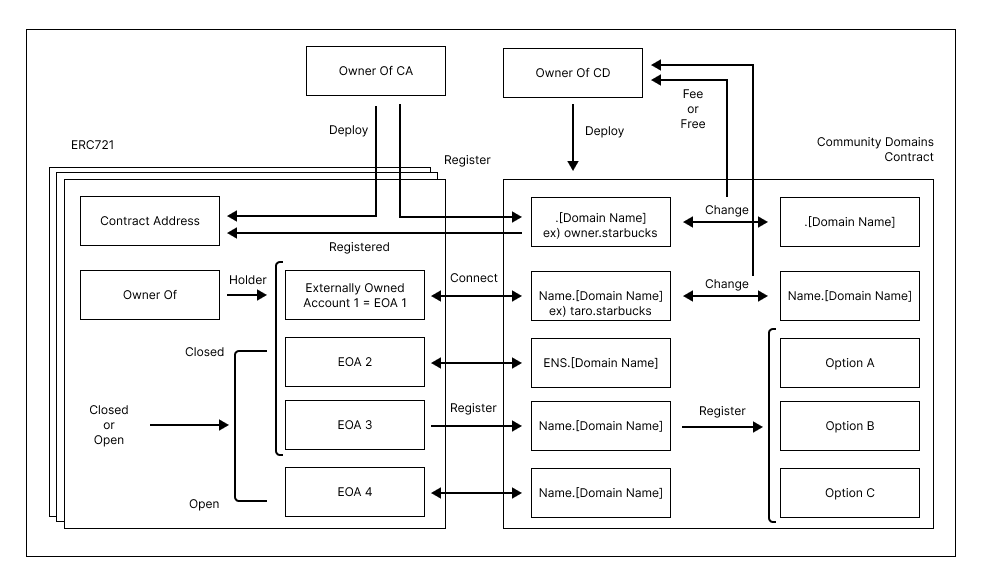 Owner Of CA
Owner Of CD
Fee
or
Free
Deploy
Deploy
ERC721
Community Domains
Contract
Register
Contract Address
.[Domain Name]
ex) owner.starbucks
Change
.[Domain Name]
Registered
Owner Of
Holder
Externally Owned
Account 1 = EOA 1
Connect
Name.[Domain Name]
ex) taro.starbucks
Change
Name.[Domain Name]
Closed
EOA 2
ENS.[Domain Name]
Option A
Closed
or
Open
EOA 3
Register
Name.[Domain Name]
Register
Option B
Open
EOA 4
Name.[Domain Name]
Option C